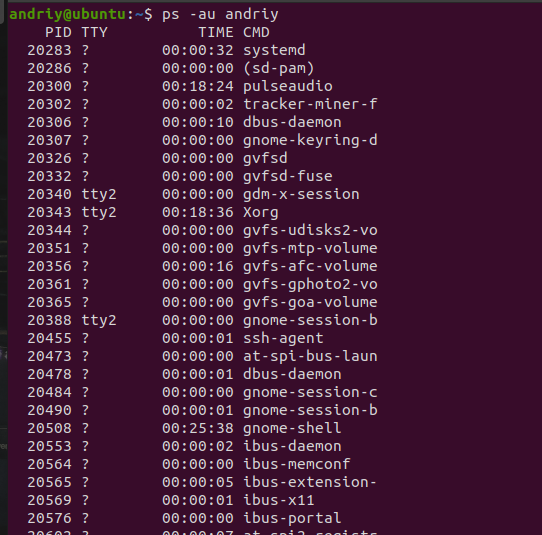 andriy@ubuntu:~$ ps -au andriy
PID TTY TIME CMD
20283 ? 00:00:32 systemd
20286 ? 00:00:00 (sd-pam)
20300 ? 00:18:24 pulseaudio
20302 ? 00:00:02 tracker-miner-f
20306 ? 00:00:10 dbus-daemon
20307 ? 00:00:00 gnome-keyring-d
20326 ? 00:00:00 gvfsd
20332 ? 00:00:00 gvfsd-fuse
20340 tty2 00:00:00 gdm-x-session
20343 tty2 00:18:36 Xorg
20344 ? 00:00:00 gvfs-udisks2-vo
20351 ? 00:00:00 gvfs-mtp-volume
20356 ? 00:00:16 gvfs-afc-volume
20361 ? 00:00:00 gvfs-gphoto2-vo
20365 ? 00:00:00 gvfs-goa-volume
20388 tty2 00:00:00 gnome-session-b
20455 ? 00:00:01 ssh-agent
20473 ? 00:00:00 at-spi-bus-laun
20478 ? 00:00:01 dbus-daemon
20484 ? 00:00:00 gnome-session-c
20490 ? 00:00:01 gnome-session-b
20508 ? 00:25:38 gnome-shell
20553 ? 00:00:02 ibus-daemon
20564 ? 00:00:00 ibus-memconf
20565 ? 00:00:05 ibus-extension-
20569 ? 00:00:01 ibus-x11
20576 ? 00:00:00 ibus-portal